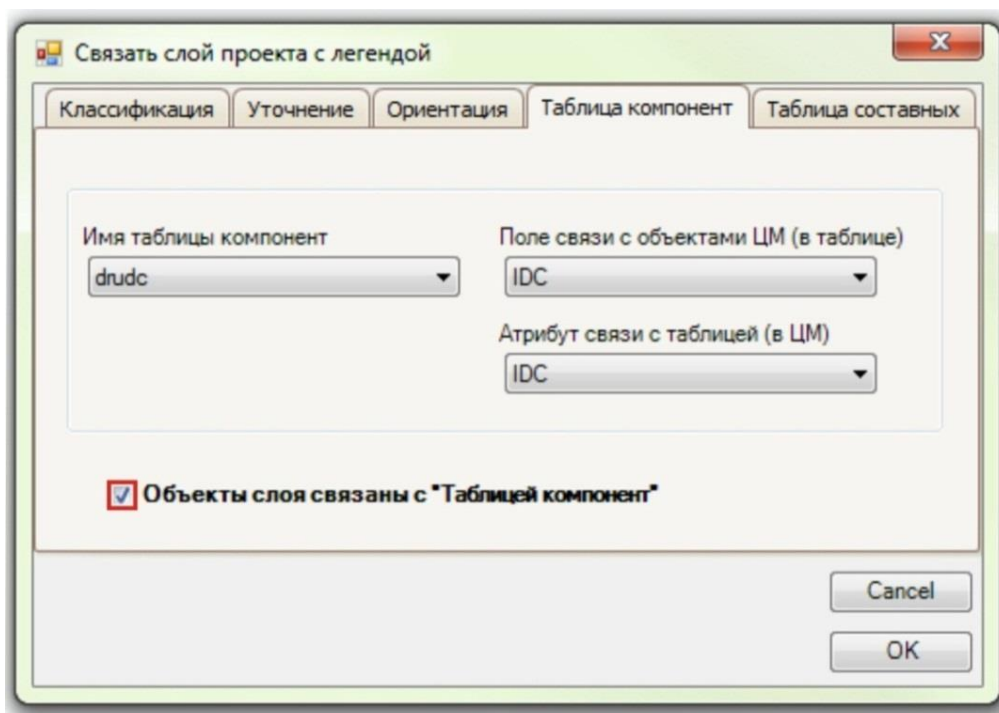 Связать слой проекта с легендой
Классификация Уточнение Ориентация Таблица компонент Таблица составных
Имя таблицы компонент Поле связи с объектами ЦМ (в таблице)
drudc IDC
Атрибут связи с таблицей (в ЦМ)
IDC
Объекты слоя связаны с "Таблицей компонент"
Cancel
OK